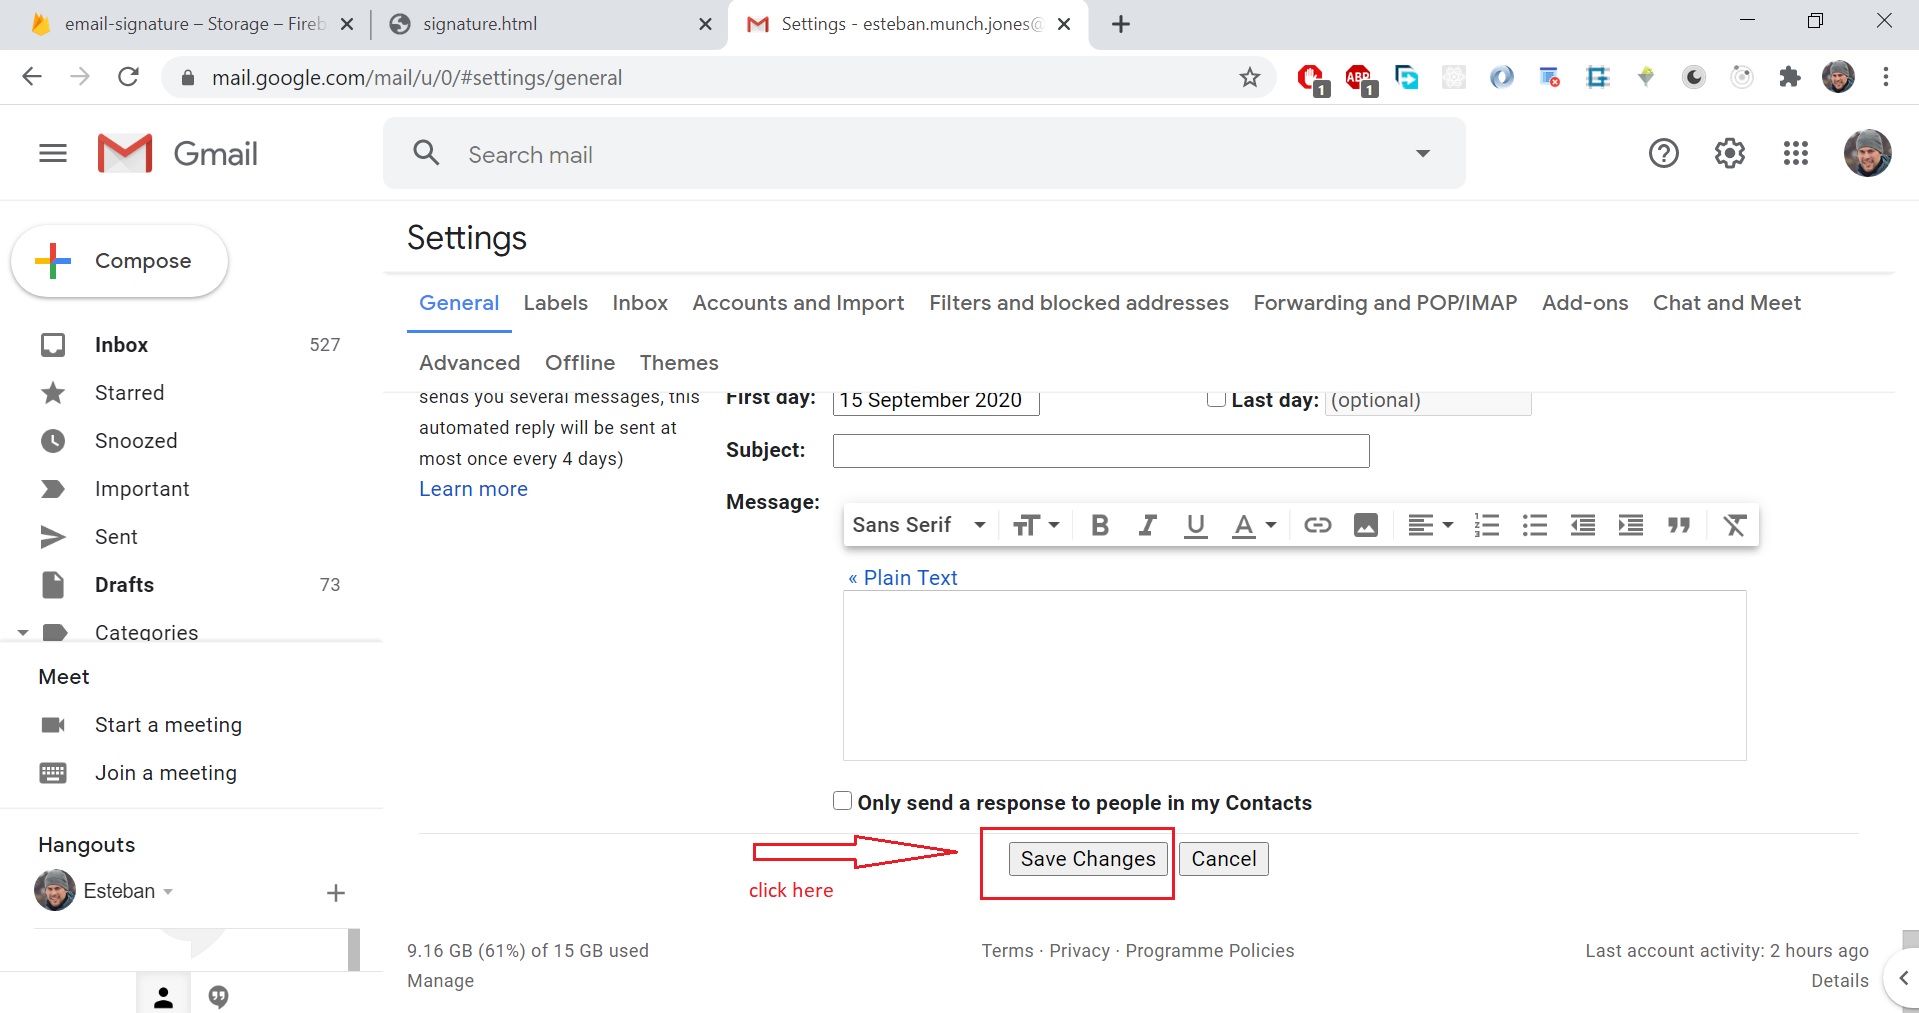 email-signature – Storage – Fireb
signature.html
Settings - esteban.munch.jones@
mail.google.com/mail/u/0/#settings/general
1
ABP
1
Gmail
Search mail
Compose
Settings
General Labels Inbox Accounts and Import Filters and blocked addresses Forwarding and POP/IMAP Add-ons Chat and Meet
Advanced Offline Themes
Inbox 527
Starred
Snoozed
Important
Sent
Drafts 73
Categories
Meet
Start a meeting
Join a meeting
Hangouts
Esteban
sends you several messages, this
automated reply will be sent at
most once every 4 days)
Learn more
First day: 15 September 2020 Last day: (optional)
Subject:
Message:
Sans Serif
« Plain Text
Only send a response to people in my Contacts
click here
Save Changes Cancel
9.16 GB (61%) of 15 GB used
Manage
Terms · Privacy · Programme Policies
Last account activity: 2 hours ago
Details